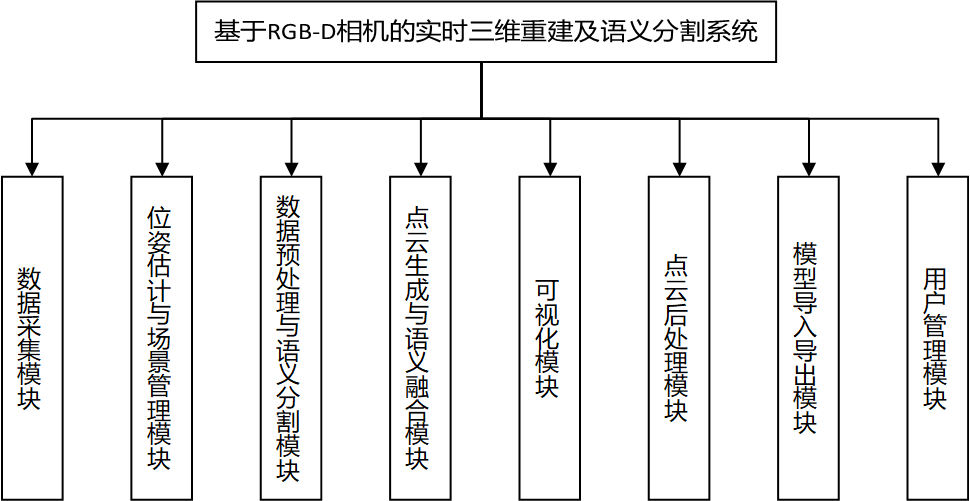 基于RGB-D相机的实时三维重建及语义分割系统
数据采集模块
位姿估计与场景管理模块
数据预处理与语义分割模块
点云生成与语义融合模块
可视化模块
点云后处理模块
模型导入导出模块
用户管理模块